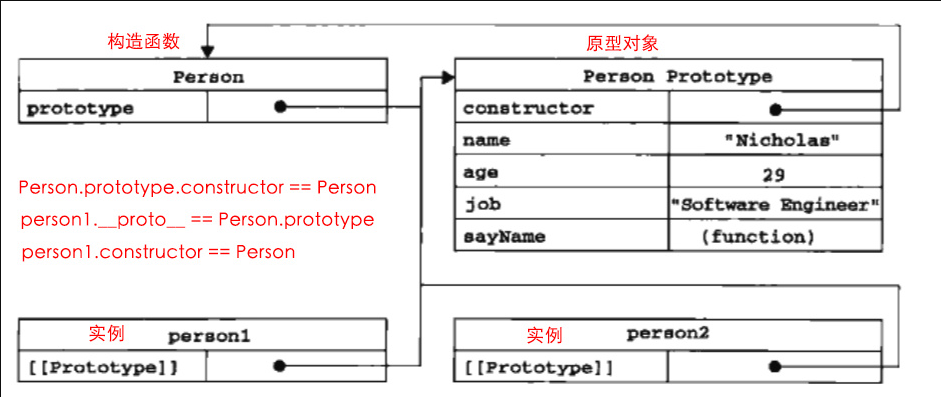 构造函数
原型对象
Person
prototype
Person Prototype
constructor
name "Nicholas"
age 29
job "Software Engineer"
sayName (function)
Person.prototype.constructor == Person
person1.__proto__ == Person.prototype
person1.constructor == Person
实例 person1
[[Prototype]]
实例 person2
[[Prototype]]